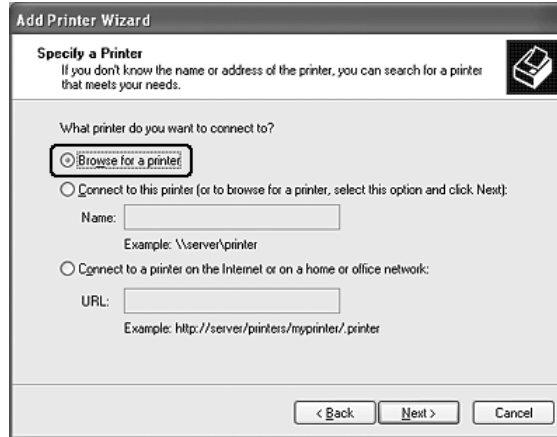 Add Printer Wizard
Specify a Printer
If you don't know the name or address of the printer, you can search for a printer
that meets your needs.
What printer do you want to connect to?
Browse for a printer
Connect to this printer (or to browse for a printer, select this option and click Next):
Name:
Example: \\server\printer
Connect to a printer on the Internet or on a home or office network:
URL:
Example: http://server/printers/myprinter/.printer
< Back Next > Cancel